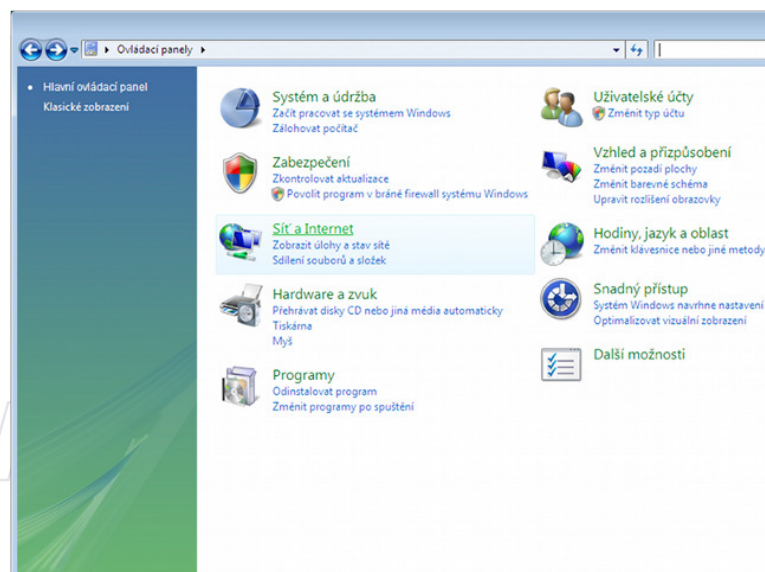 Ovládací panely
Hlavní ovládací panel
Klasické zobrazení
Systém a údržba
Začít pracovat se systémem Windows
Zálohovat počítač
Zabezpečení
Zkontrolovat aktualizace
Povolit program v bráně firewall systému Windows
Síť a Internet
Zobrazit úlohy a stav sítě
Sdílení souborů a složek
Hardware a zvuk
Přehrávat disky CD nebo jiná média automaticky
Tiskárna
Myš
Programy
Odinstalovat program
Změnit programy po spuštění
Uživatelské účty
Změnit typ účtu
Vzhled a přizpůsobení
Změnit pozadí plochy
Změnit barevné schéma
Upravit rozlišení obrazovky
Hodiny, jazyk a oblast
Změnit klávesnice nebo jiné metody
Snadný přístup
Systém Windows navrhne nastavení
Optimalizovat vizuální zobrazení
Další možnosti